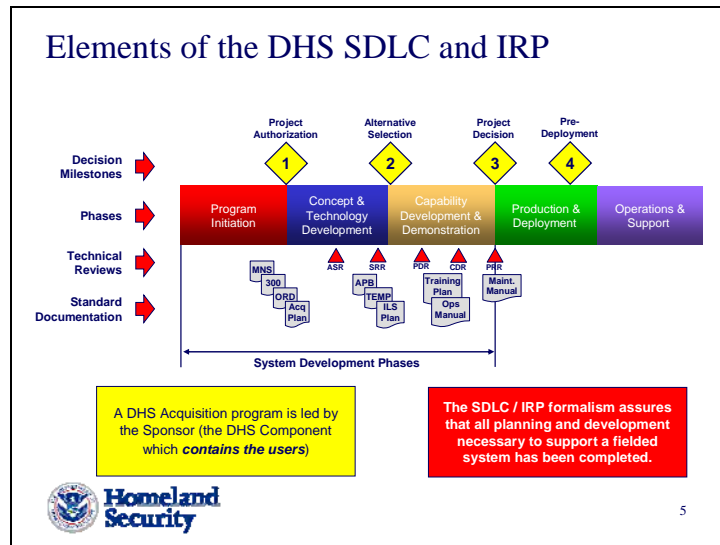 Elements of the DHS SDLC and IRP
Project
Authorization
Alternative
Selection
Project
Decision
Pre-
Deployment
Decision
Milestones
1
2
3
4
Phases
Program
Initiation
Concept &
Technology
Development
Capability
Development &
Demonstration
Production &
Deployment
Operations &
Support
Technical
Reviews
ASR
SRR
PDR
CDR
PRR
Standard
Documentation
MNS
300
ORD
Acq
Plan
APB
TEMP
ILS
Plan
Training
Plan
Ops
Manual
Maint.
Manual
System Development Phases
A DHS Acquisition program is led by
the Sponsor (the DHS Component
which contains the users)
The SDLC / IRP formalism assures
that all planning and development
necessary to support a fielded
system has been completed.
Homeland
Security
5